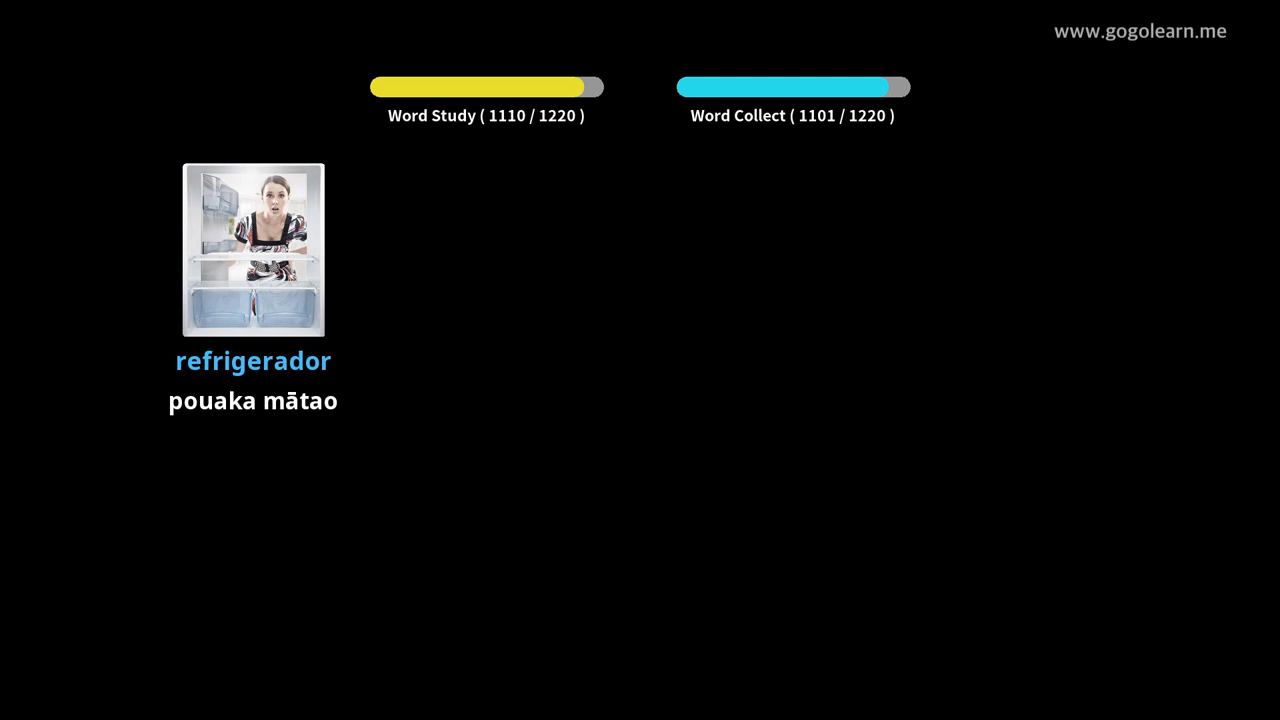 www.gogolearn.me
Word Study ( 1110 / 1220 )
Word Collect ( 1101 / 1220 )
refrigerador
pouaka mātao